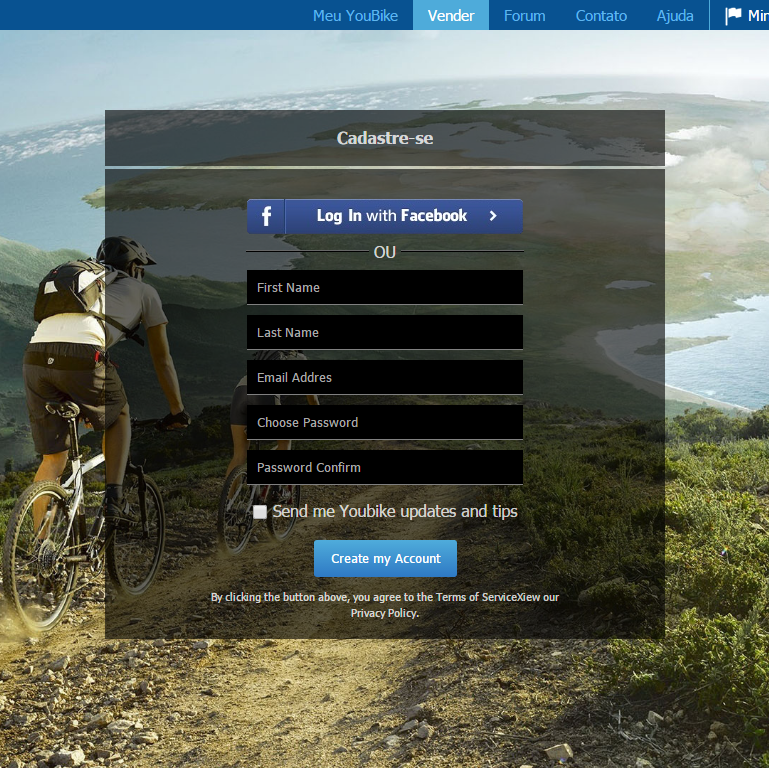 Meu YouBike Vender Forum Contato Ajuda
Cadastre-se
f Log In with Facebook
OU
First Name
Last Name
Email Addres
Choose Password
Password Confirm
Send me Youbike updates and tips
Create my Account
By clicking the button above, you agree to the Terms of ServiceXiew our
Privacy Policy.